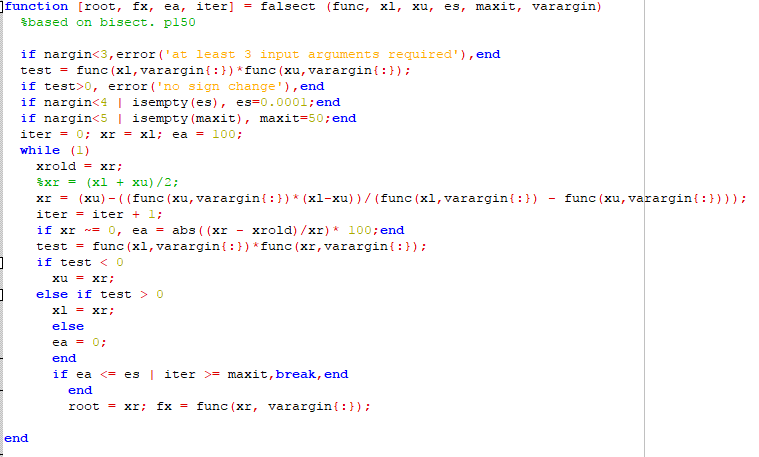 function [root, fx, ea, iter] = falsect (func, xl, xu, es, maxit, varargin)
%based on bisect. p150
if nargin<3,error('at least 3 input arguments required'),end
test = func(xl,varargin{:})*func(xu,varargin{:});
if test>0, error('no sign change'),end
if nargin<4 | isempty(es), es=0.0001;end
if nargin<5 | isempty(maxit), maxit=50;end
iter = 0; xr = xl; ea = 100;
while (1)
xrold = xr;
%xr = (xl + xu)/2;
xr = (xu)-((func(xu,varargin{:})*(xl-xu))/(func(xl,varargin{:}) - func(xu,varargin{:})));
iter = iter + 1;
if xr ~= 0, ea = abs((xr - xrold)/xr)* 100;end
test = func(xl,varargin{:})*func(xr,varargin{:});
if test < 0
xu = xr;
else if test > 0
xl = xr;
else
ea = 0;
end
if ea <= es | iter >= maxit,break,end
end
root = xr; fx = func(xr, varargin{:});
end